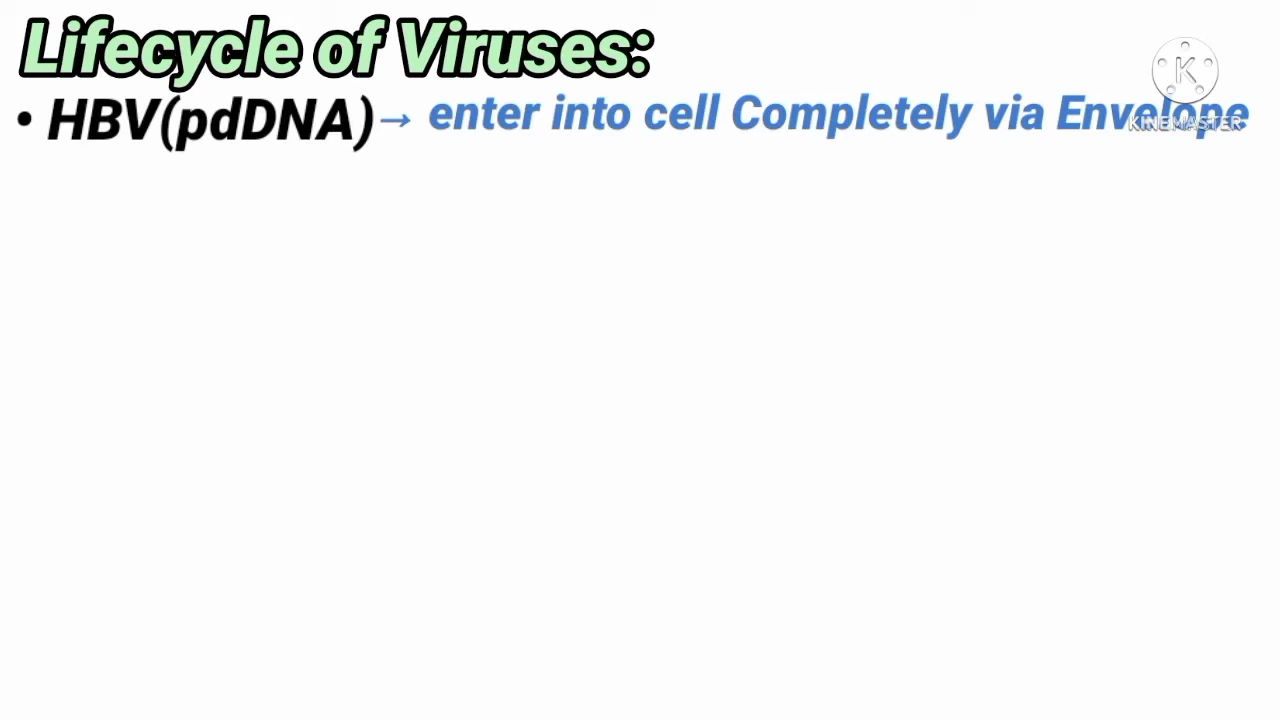 Lifecycle of Viruses:
• HBV(pdDNA)→ enter into cell Completely via Envelope
K
KINEMASTER